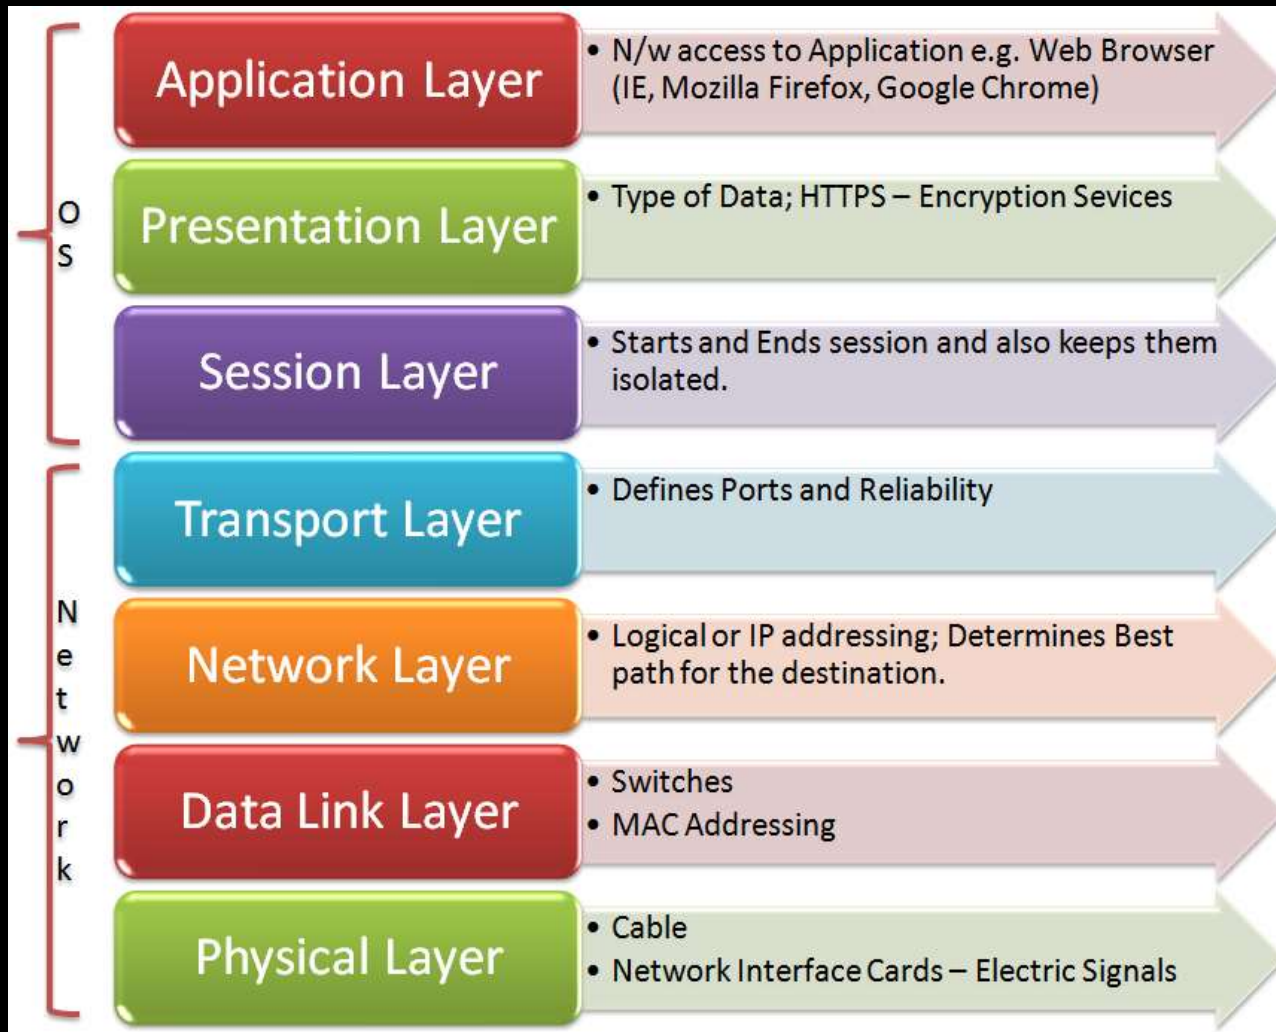 OS
Application Layer
• N/w access to Application e.g. Web Browser
(IE, Mozilla Firefox, Google Chrome)
Presentation Layer
• Type of Data; HTTPS – Encryption Sevices
Session Layer
• Starts and Ends session and also keeps them
isolated.
Network
Transport Layer
• Defines Ports and Reliability
Network Layer
• Logical or IP addressing; Determines Best
path for the destination.
Data Link Layer
• Switches
• MAC Addressing
Physical Layer
• Cable
• Network Interface Cards – Electric Signals